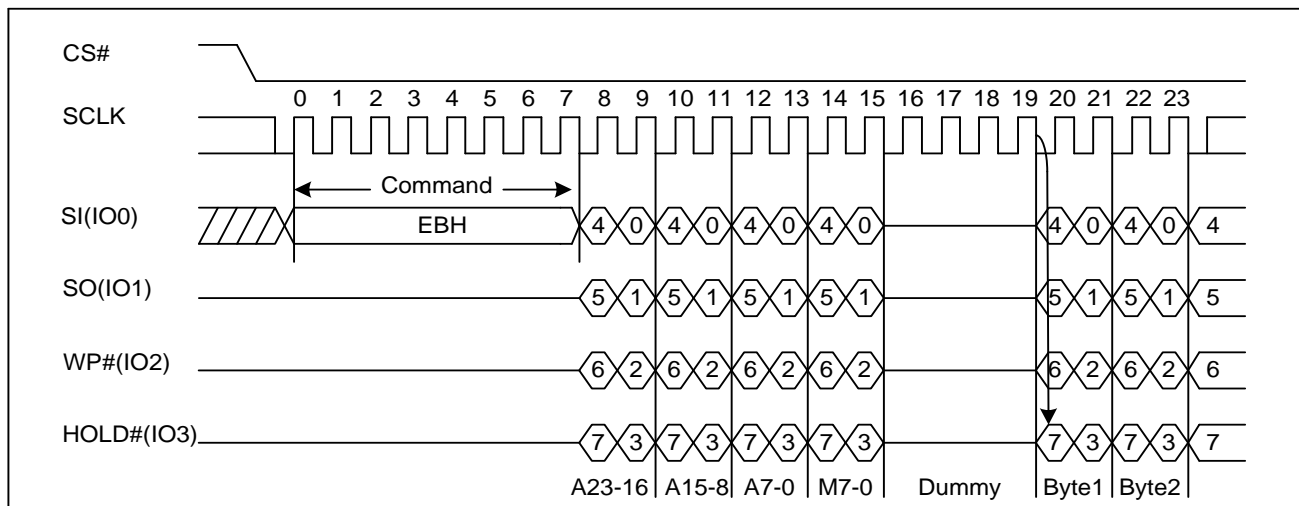 CS#
0 1 2 3 4 5 6 7 8 9 10 11 12 13 14 15 16 17 18 19 20 21 22 23
SCLK
Command
SI(IO0) EBH 4 0 4 0 4 0 4 0 4 0 4 0 4
SO(IO1) 5 1 5 1 5 1 5 1 5 1 5 1 5
WP#(IO2) 6 2 6 2 6 2 6 2 6 2 6 2 6
HOLD#(IO3) 7 3 7 3 7 3 7 3 7 3 7 3 7
A23-16 A15-8 A7-0 M7-0 Dummy Byte1 Byte2